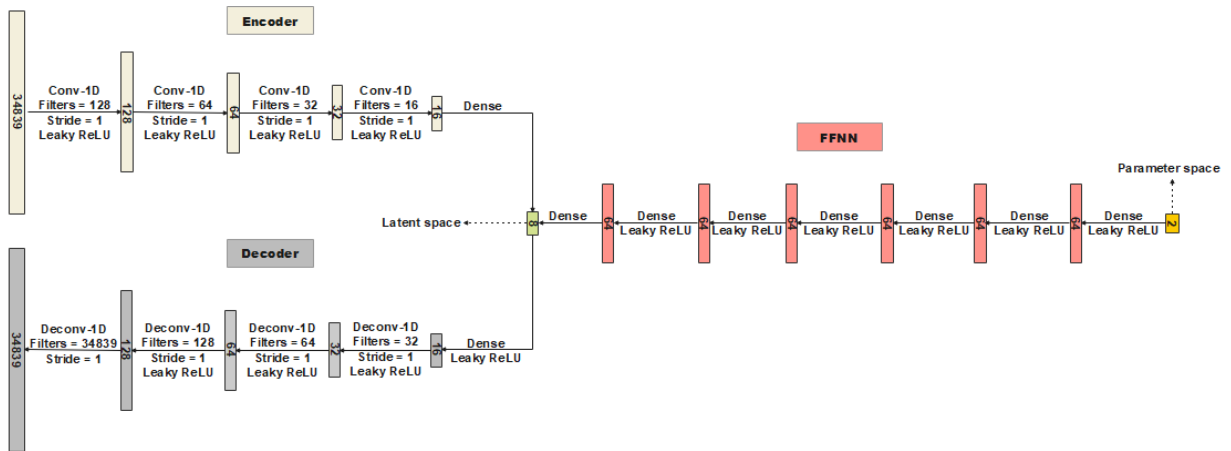 Encoder
34839
Conv-1D
Filters = 128
Stride = 1
Leaky ReLU
128
Conv-1D
Filters = 64
Stride = 1
Leaky ReLU
64
Conv-1D
Filters = 32
Stride = 1
Leaky ReLU
32
Conv-1D
Filters = 16
Stride = 1
Leaky ReLU
16
Dense
Latent space
8
Decoder
34839
Deconv-1D
Filters = 34839
Stride = 1
128
Deconv-1D
Filters = 128
Stride = 1
Leaky ReLU
64
Deconv-1D
Filters = 64
Stride = 1
Leaky ReLU
32
Deconv-1D
Filters = 32
Stride = 1
Leaky ReLU
16
Dense
Leaky ReLU
FFNN
Dense
64
Dense
Leaky ReLU
64
Dense
Leaky ReLU
64
Dense
Leaky ReLU
64
Dense
Leaky ReLU
64
Dense
Leaky ReLU
64
Dense
Leaky ReLU
2
Parameter space